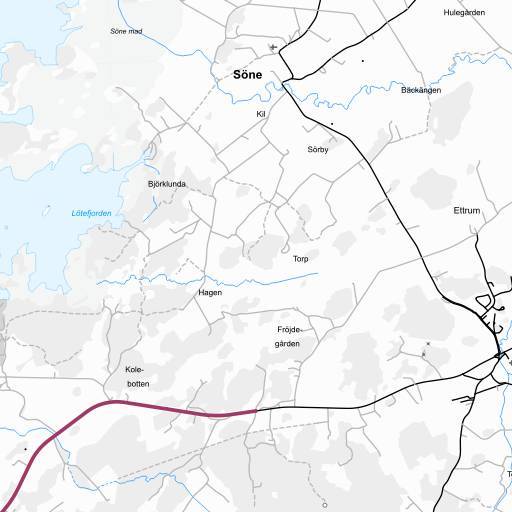 Hulegården
Söne mad
Söne
Bäckängen
Kil
Sörby
Björklunda
Lötefjorden
Ettrum
Torp
Hagen
Fröjde-
gården
Kole-
botten